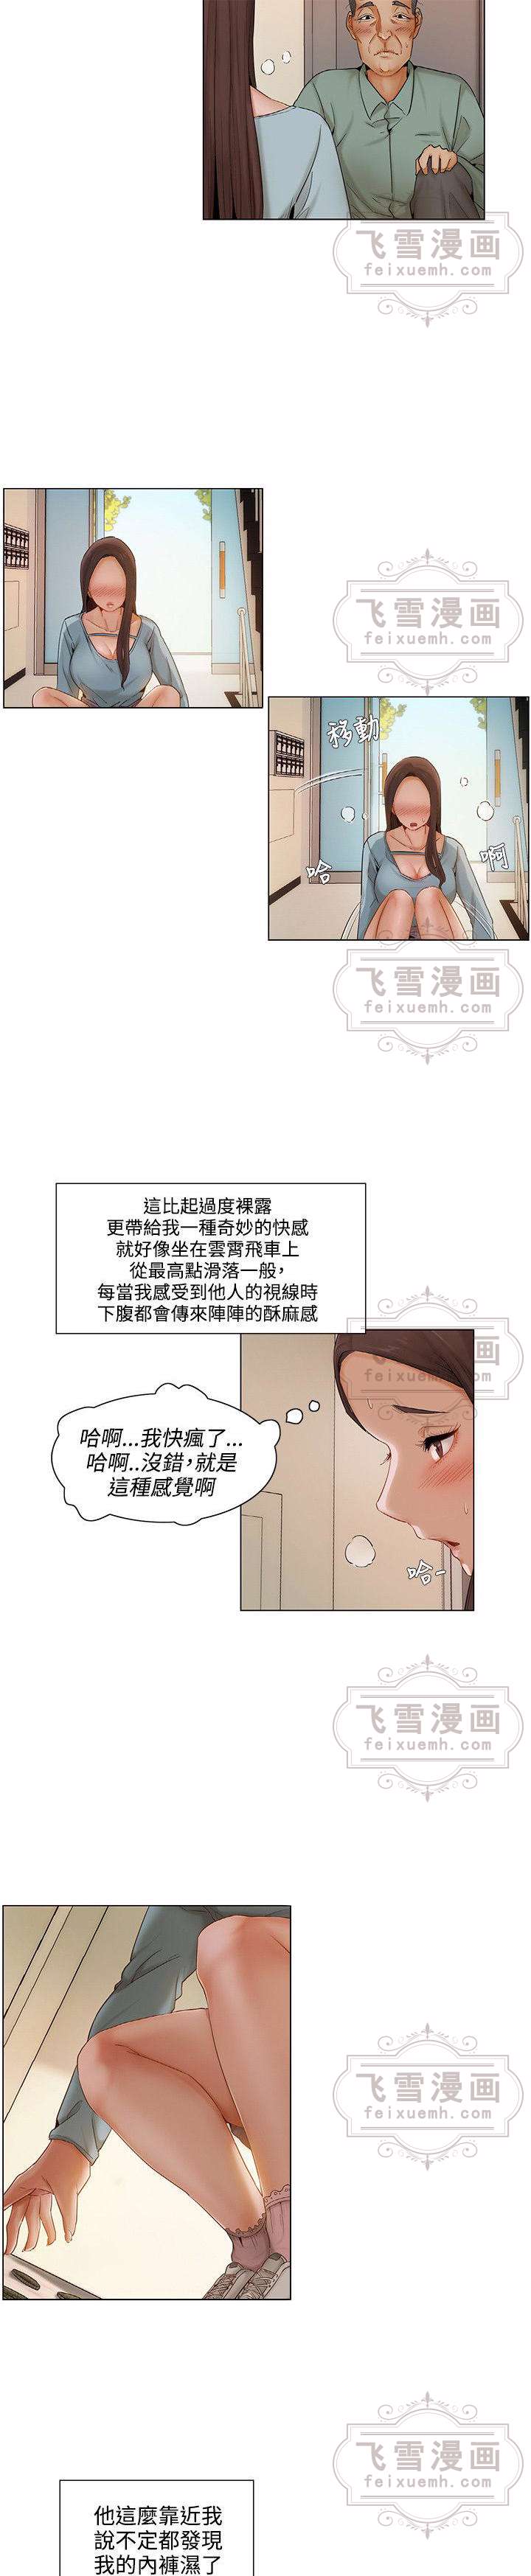 飞雪漫画
feixuemh.com
飞雪漫画
feixuemh.com
移動
哈
啊
飞雪漫画
feixuemh.com
這比起過度裸露
更帶給我一種奇妙的快感
就好像坐在雲霄飛車上
從最高點滑落一般,
每當我感受到他人的視線時
下腹都會傳來陣陣的酥麻感
飞雪漫画
feixuemh.com
哈啊...我快瘋了...
哈啊..沒錯,就是
這種感覺啊
哈-
飞雪漫画
feixuemh.com
飞雪漫画
feixuemh.com
飞雪漫画
feixuemh.com
他這麼靠近我
說不定都發現
我的內褲濕了